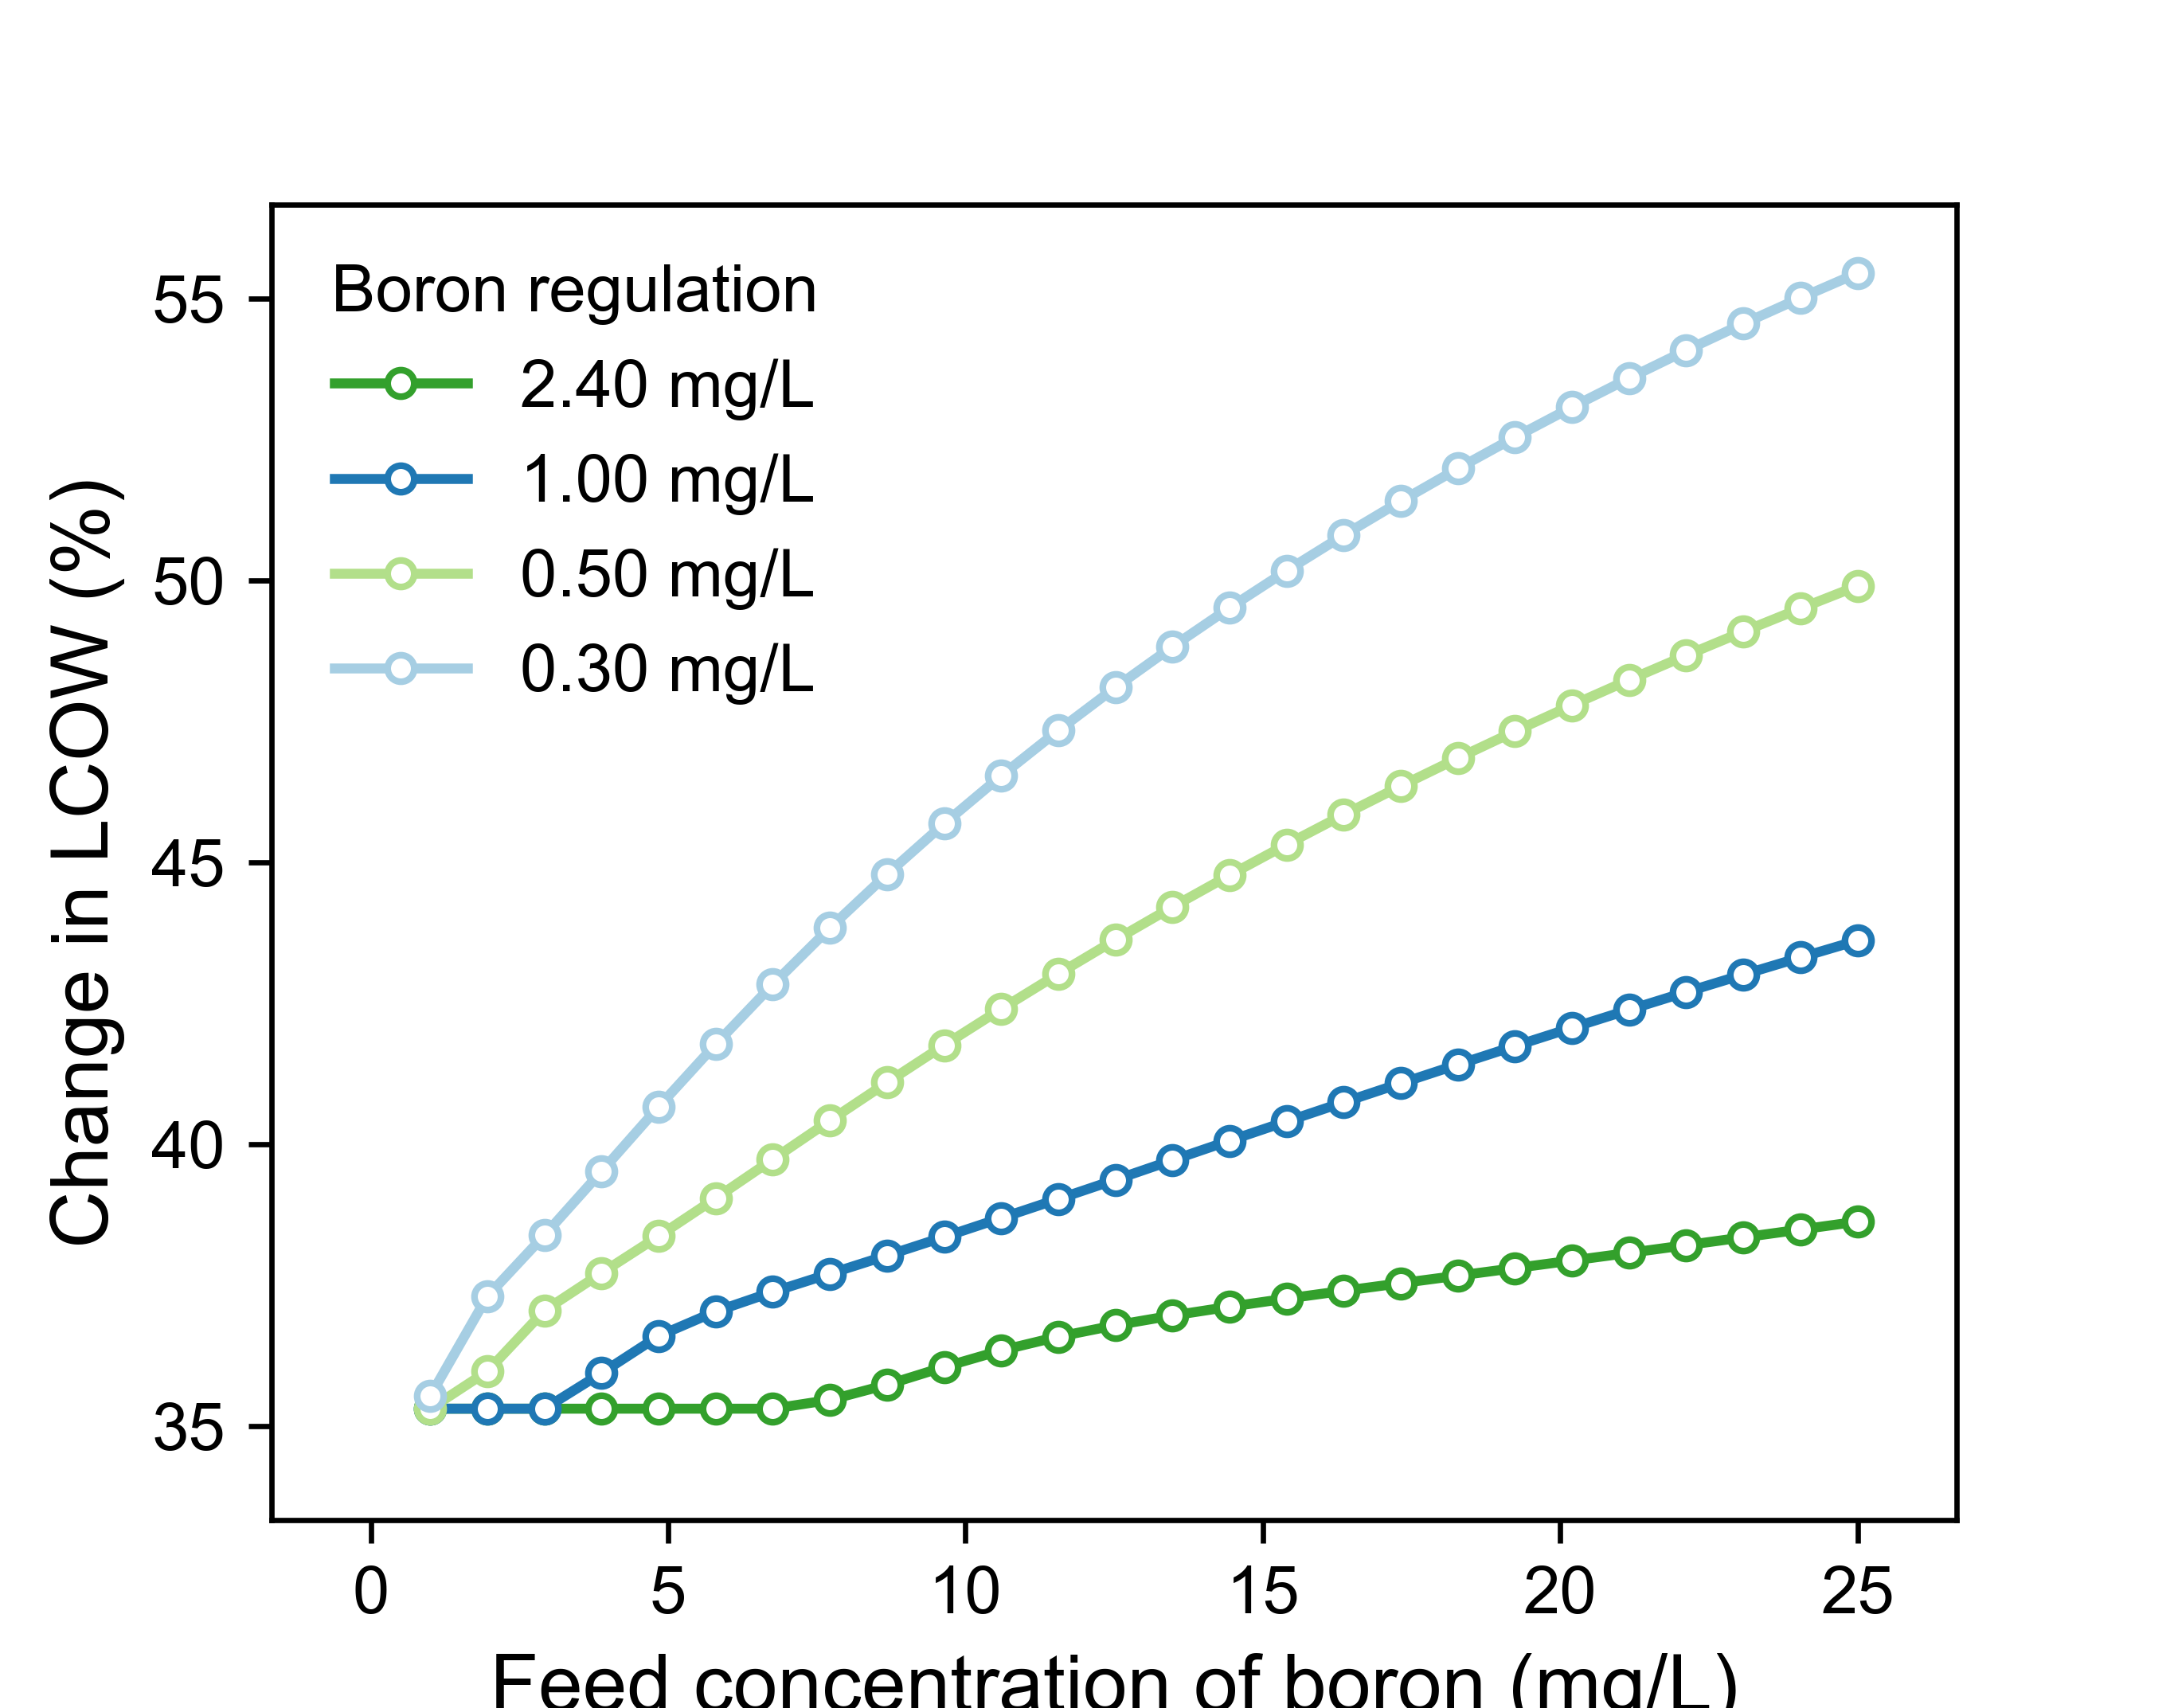 Boron regulation
2.40 mg/L
1.00 mg/L
0.50 mg/L
0.30 mg/L
Change in LCOW (%)
55
50
45
40
35
0 5 10 15 20 25
Feed concentration of boron (mg/L)